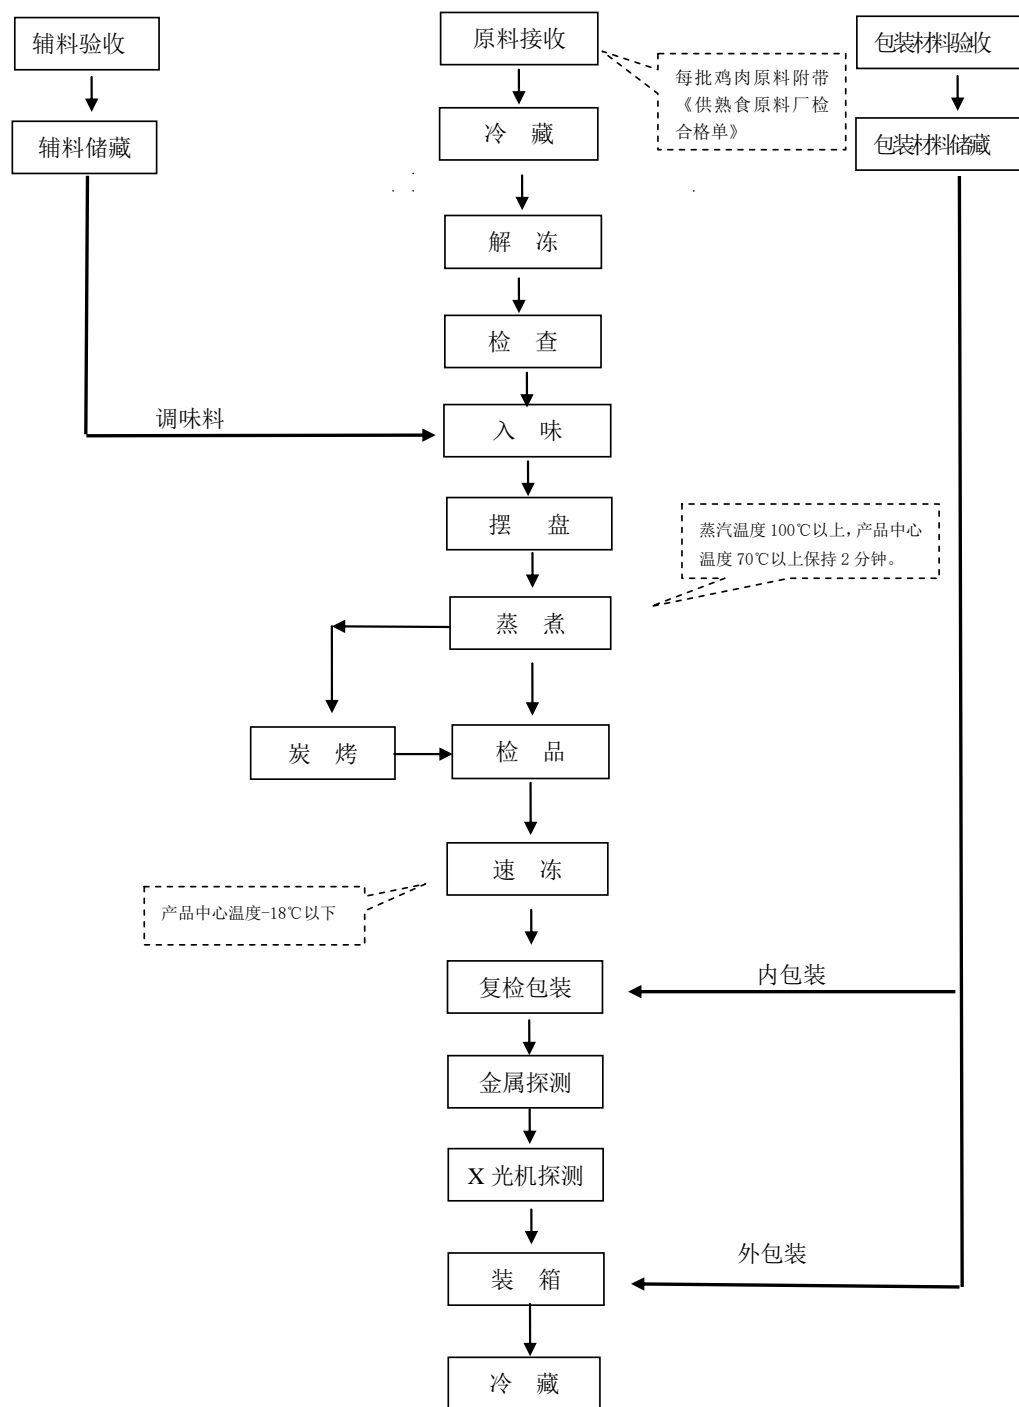 辅料验收
原料接收
包装材料验收
每批鸡肉原料附带
《供熟食原料厂检
合格单》
冷 藏
辅料储藏
包装材料储藏
解 冻
检 查
调味料
入 味
摆 盘
蒸汽温度 100℃以上，产品中心
温度 70℃以上保持 2 分钟。
蒸 煮
炭 烤
检 品
速 冻
产品中心温度-18℃以下
复检包装
内包装
金属探测
X 光机探测
外包装
装 箱
冷 藏